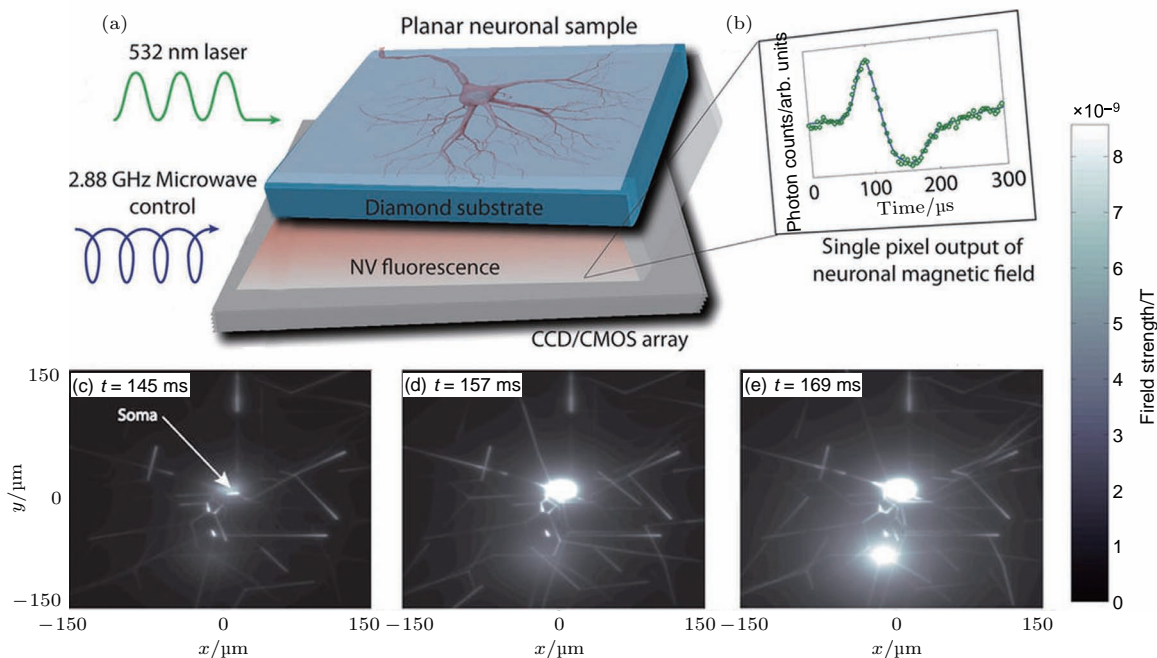 (a)
Planar neuronal sample
(b)
532 nm laser
2.88 GHz Microwave
control
Diamond substrate
NV fluorescence
CCD/CMOS array
Photon counts/arb. units
0
100
200
300
Time/μs
Single pixel output of
neuronal magnetic field
×10⁻⁹
8
7
6
5
4
3
2
1
0
Fireld strength/T
(c) t = 145 ms
Soma
(d) t = 157 ms
(e) t = 169 ms
150
0
−150
y/μm
−150
0
150
−150
0
150
−150
0
150
x/μm
x/μm
x/μm